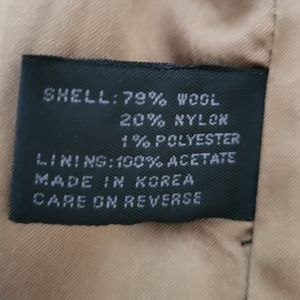 SHELL:79% WOOL
20% NYLON
1% POLYESTER
LINING:100% ACETATE
MADE IN KOREA
CARE ON REVERSE